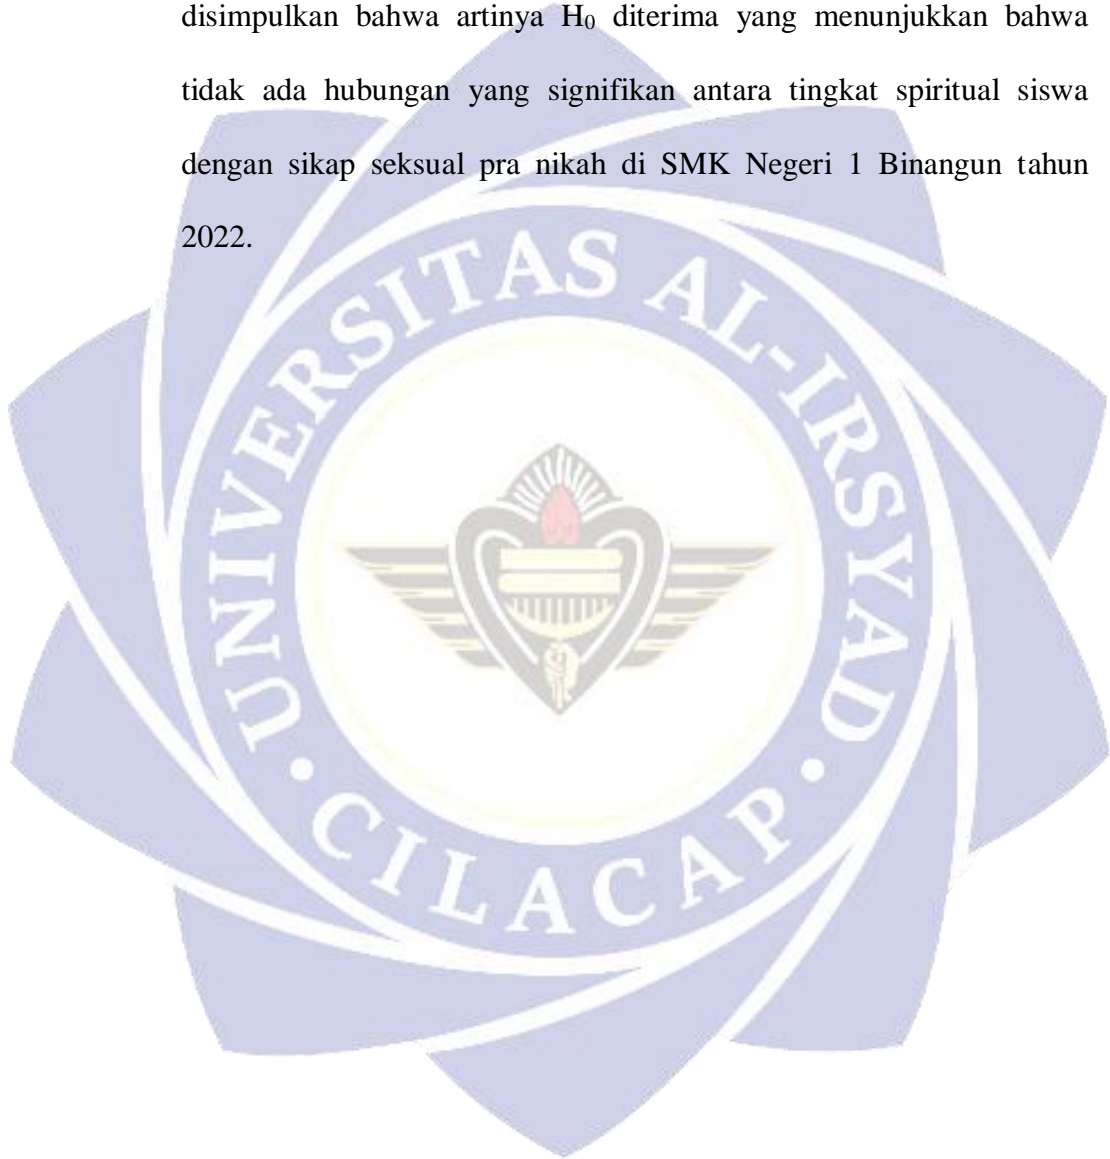 disimpulkan bahwa artinya H₀ diterima yang menunjukkan bahwa
tidak ada hubungan yang signifikan antara tingkat spiritual siswa
dengan sikap seksual pra nikah di SMK Negeri 1 Binangun tahun
2022.
UNIVERSITAS AL-IRSYAD
• CILACAP •